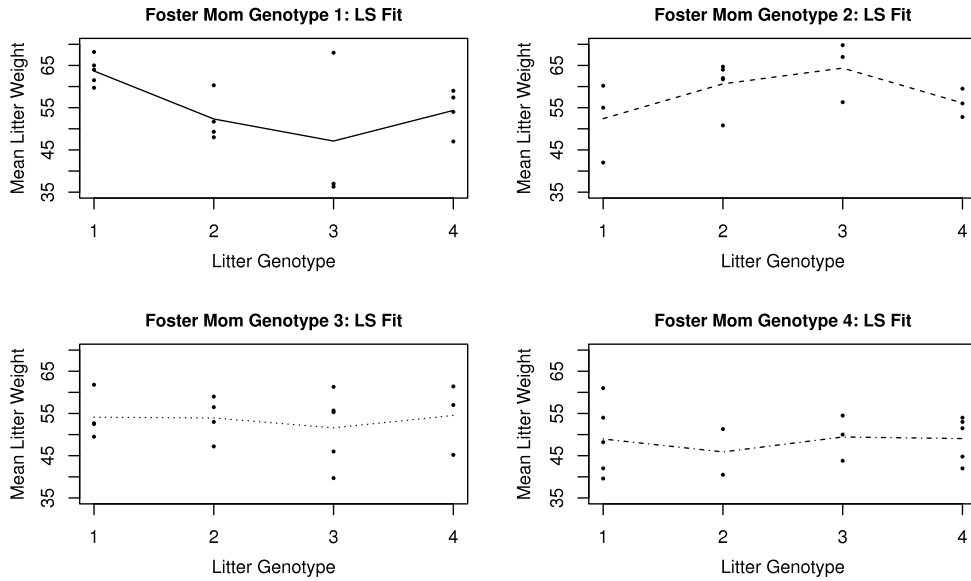 Foster Mom Genotype 1: LS Fit
Mean Litter Weight
65
55
45
35
1 2 3 4
Litter Genotype
Foster Mom Genotype 2: LS Fit
Mean Litter Weight
65
55
45
35
1 2 3 4
Litter Genotype
Foster Mom Genotype 3: LS Fit
Mean Litter Weight
65
55
45
35
1 2 3 4
Litter Genotype
Foster Mom Genotype 4: LS Fit
Mean Litter Weight
65
55
45
35
1 2 3 4
Litter Genotype